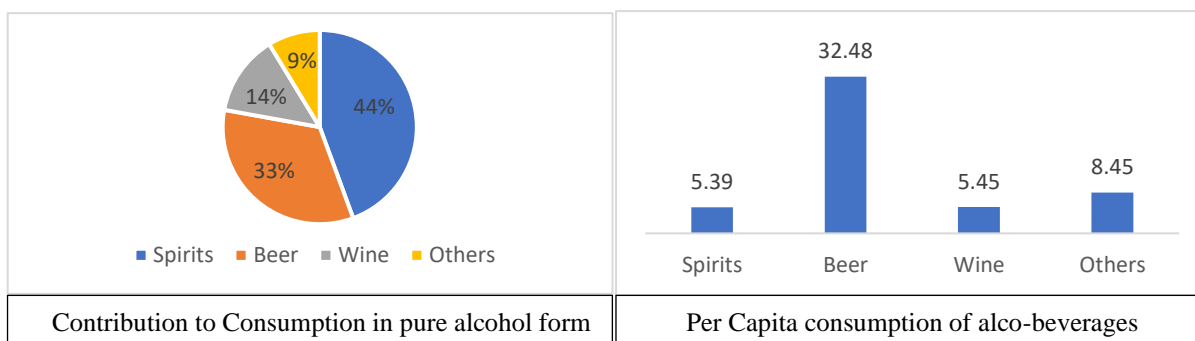 9%
14%
44%
33%
Spirits Beer Wine Others
Contribution to Consumption in pure alcohol form
32.48
5.39
5.45
8.45
Spirits Beer Wine Others
Per Capita consumption of alco-beverages